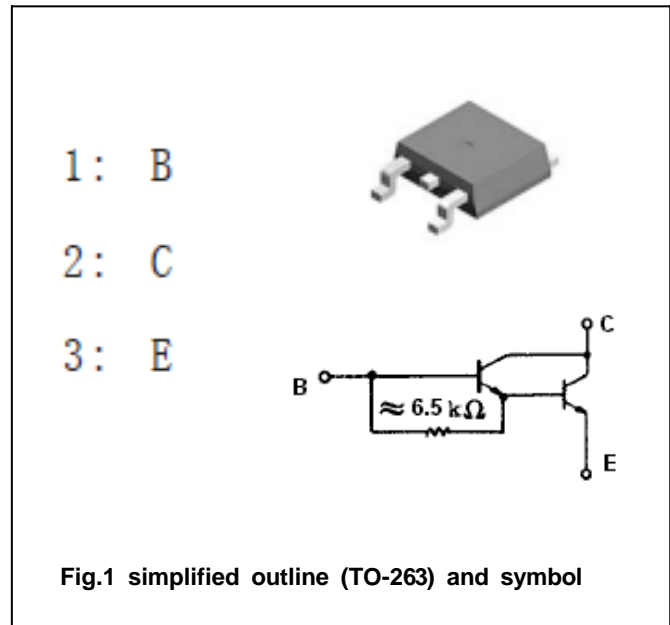 1: B
2: C
3: E
C
B
≈ 6.5 kΩ
E
Fig.1 simplified outline (TO-263) and symbol